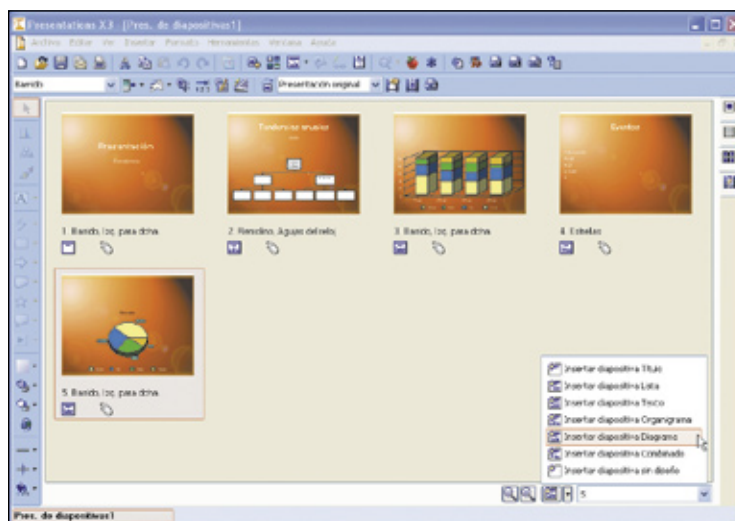 Presentations X3 - [Pres. de diapositivas1]
Archivo Editar Ver Insertar Formato Herramientas Ventana Ayuda
Barrido
Presentación original
Presentación
Tendencias anuales
Eventos
1. Barrido, Izq. para dcha.
2. Remolino, Agujas del reloj
3. Barrido, Izq. para dcha.
4. Estrellas
5. Barrido, Izq. para dcha.
Insertar diapositiva Título
Insertar diapositiva Lista
Insertar diapositiva Texto
Insertar diapositiva Organigrama
Insertar diapositiva Diagrama
Insertar diapositiva Combinada
Insertar diapositiva sin diseño
5
Pres. de diapositivas1